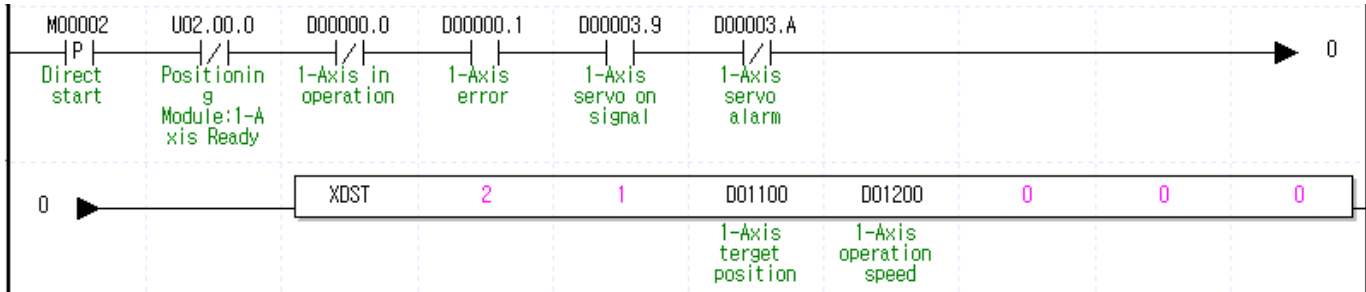 M00002 U02.00.0 D00000.0 D00000.1 D00003.9 D00003.A
P 0
Direct Positionin 1-Axis in 1-Axis 1-Axis 1-Axis
start g operation error servo on servo
Module:1-A signal alarm
xis Ready
0 XDST 2 1 D01100 D01200 0 0 0
1-Axis 1-Axis
terget operation
position speed